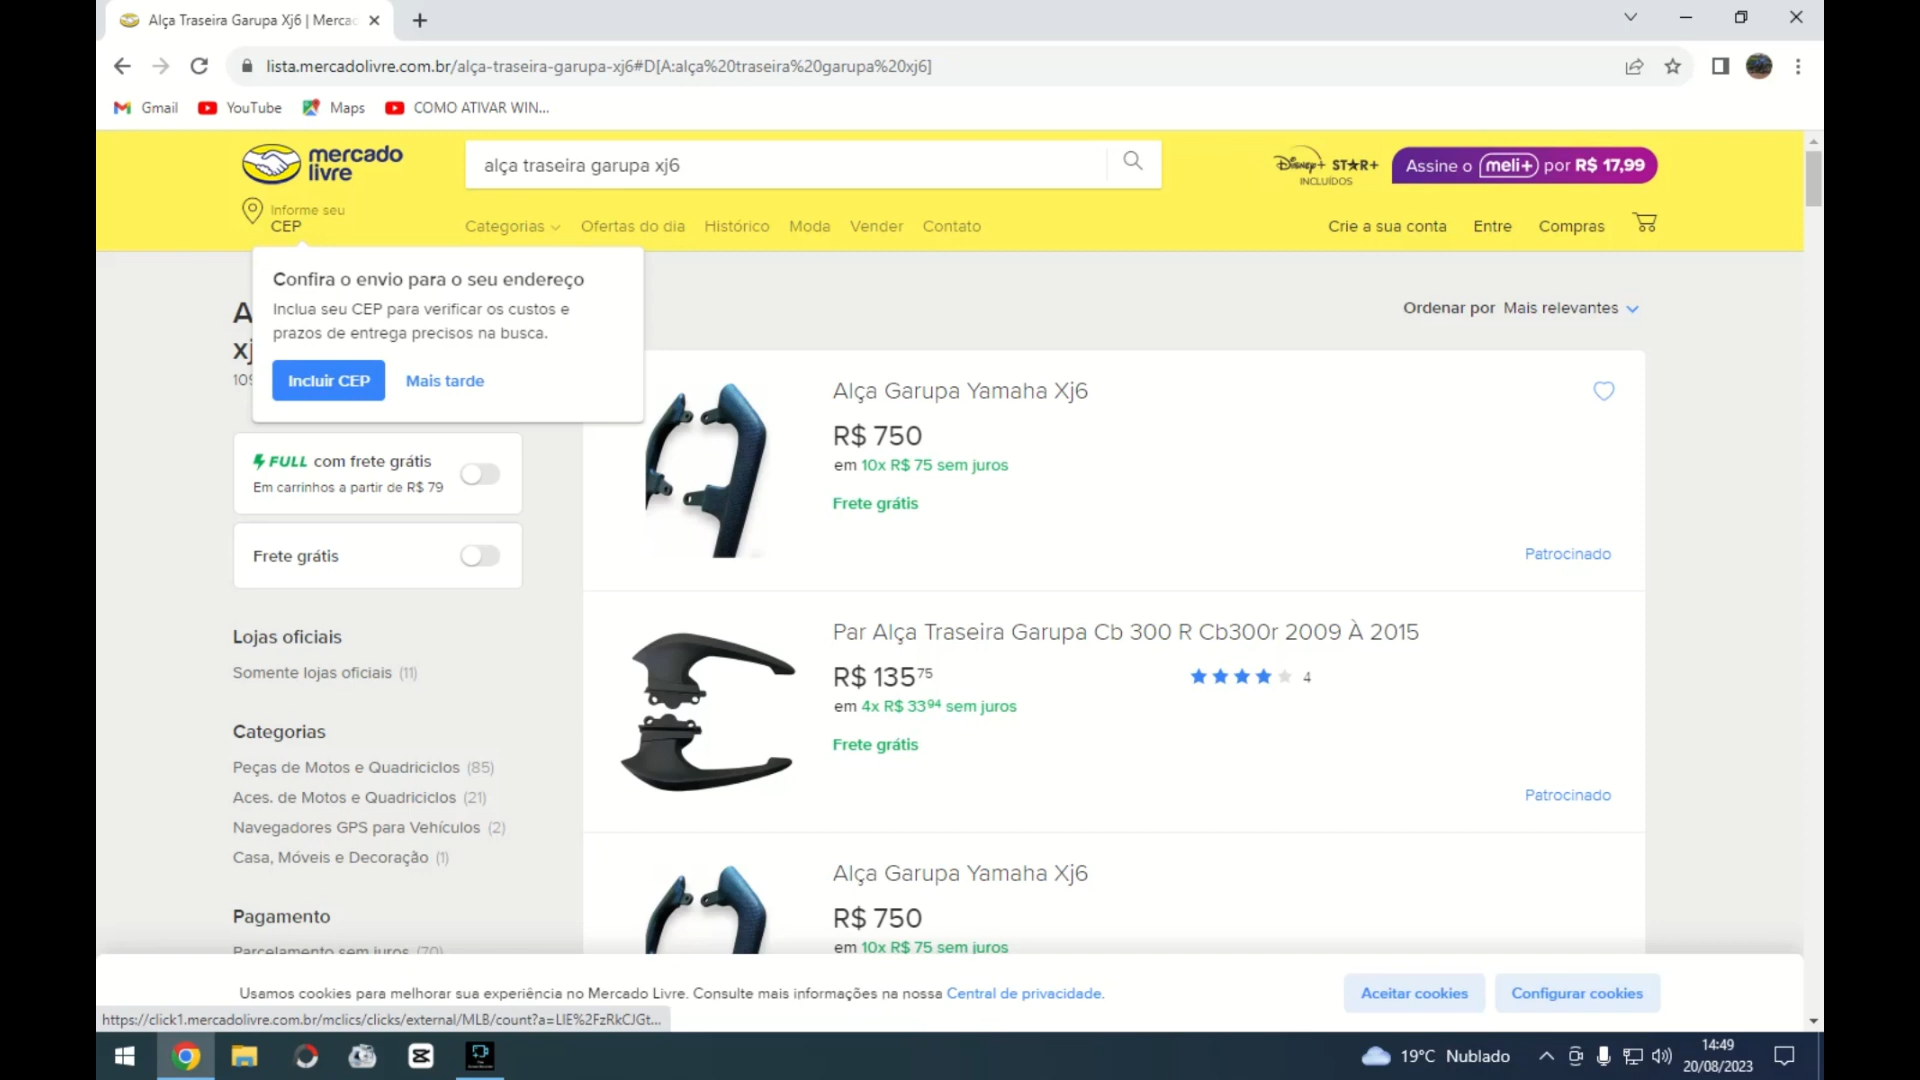 Alça Traseira Garupa Xj6 | Merca
lista.mercadolivre.com.br/alça-traseira-garupa-xj6#D[A:alça%20traseira%20garupa%20xj6]
Gmail YouTube Maps COMO ATIVAR WIN...
mercado
livre
alça traseira garupa xj6
Disney+ STAR+
INCLUÍDOS
Assine o meli+ por R$ 17,99
Informe seu
CEP
Categorias Ofertas do dia Histórico Moda Vender Contato
Crie a sua conta Entre Compras
Confira o envio para o seu endereço
Inclua seu CEP para verificar os custos e
prazos de entrega precisos na busca.
Incluir CEP Mais tarde
A
xj
109
Ordenar por Mais relevantes
FULL com frete grátis
Em carrinhos a partir de R$ 79
Frete grátis
Lojas oficiais
Somente lojas oficiais (11)
Categorias
Peças de Motos e Quadriciclos (85)
Aces. de Motos e Quadriciclos (21)
Navegadores GPS para Vehículos (2)
Casa, Móveis e Decoração (1)
Pagamento
Parcelamento sem juros (70)
Alça Garupa Yamaha Xj6
R$ 750
em 10x R$ 75 sem juros
Frete grátis
Patrocinado
Par Alça Traseira Garupa Cb 300 R Cb300r 2009 À 2015
R$ 135 75
4
em 4x R$ 33 94 sem juros
Frete grátis
Patrocinado
Alça Garupa Yamaha Xj6
R$ 750
em 10x R$ 75 sem juros
Usamos cookies para melhorar sua experiência no Mercado Livre. Consulte mais informações na nossa Central de privacidade.
Aceitar cookies Configurar cookies
https://click1.mercadolivre.com.br/mclics/clicks/external/MLB/count?a=LIE%2FzRkCJGt...
19°C Nublado
14:49
20/08/2023